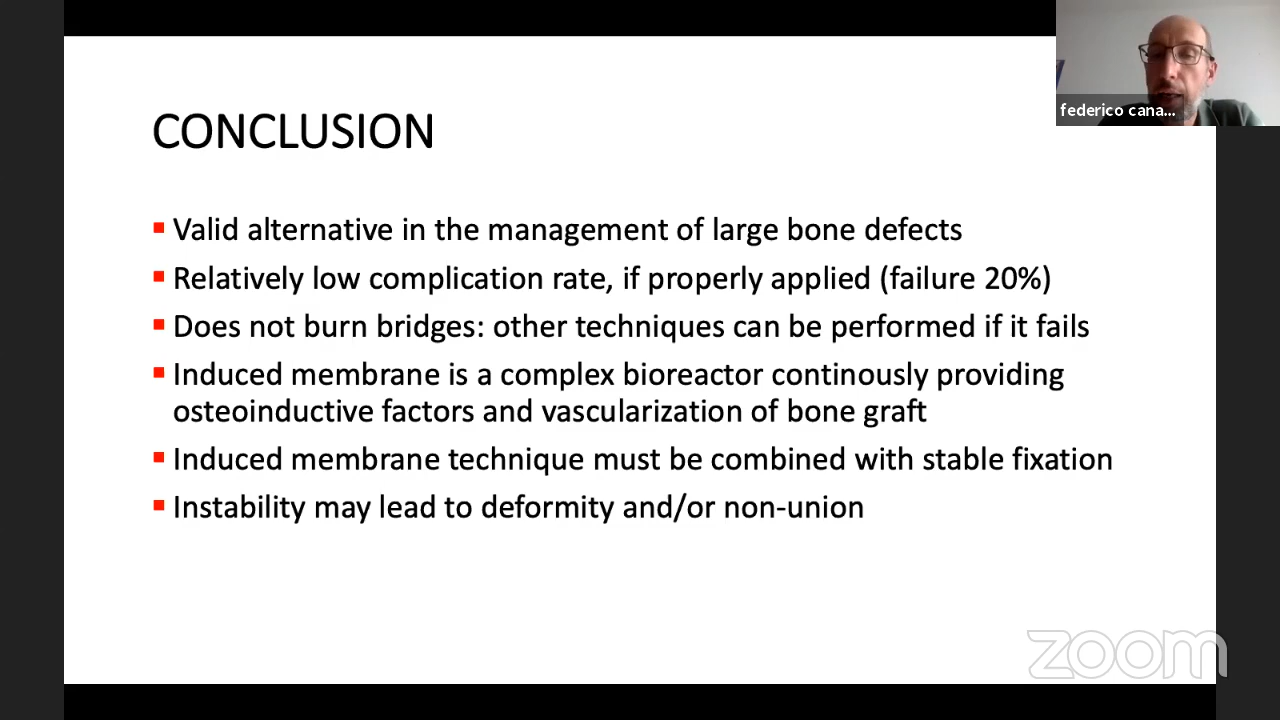 federico cana...
CONCLUSION
▪ Valid alternative in the management of large bone defects
▪ Relatively low complication rate, if properly applied (failure 20%)
▪ Does not burn bridges: other techniques can be performed if it fails
▪ Induced membrane is a complex bioreactor continously providing
osteoinductive factors and vascularization of bone graft
▪ Induced membrane technique must be combined with stable fixation
▪ Instability may lead to deformity and/or non-union
zoom